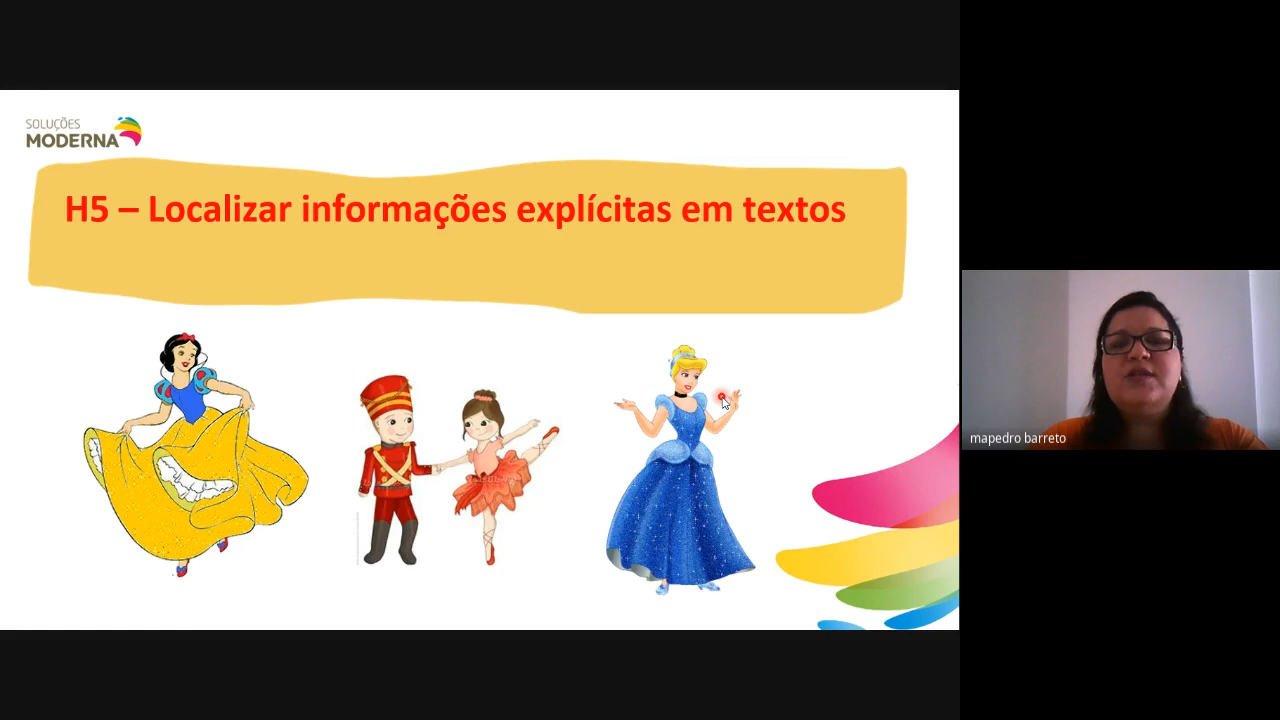 SOLUÇÕES
MODERNA
H5 – Localizar informações explícitas em textos
mapedro barreto